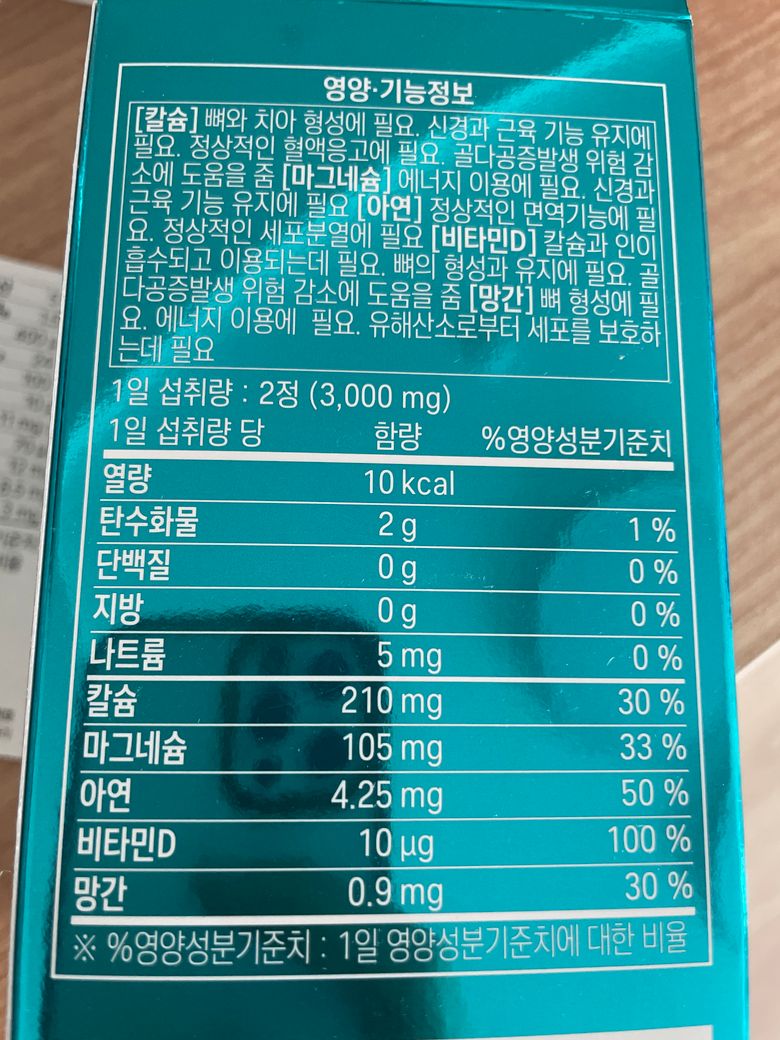 영양·기능정보
[칼슘] 뼈와 치아 형성에 필요. 신경과 근육 기능 유지에
필요. 정상적인 혈액응고에 필요. 골다공증발생 위험 감
소에 도움을 줌 [마그네슘] 에너지 이용에 필요. 신경과
근육 기능 유지에 필요 [아연] 정상적인 면역기능에 필
요. 정상적인 세포분열에 필요 [비타민D] 칼슘과 인이
흡수되고 이용되는데 필요. 뼈의 형성과 유지에 필요. 골
다공증발생 위험 감소에 도움을 줌 [망간] 뼈 형성에 필
요. 에너지 이용에 필요. 유해산소로부터 세포를 보호하
는데 필요
1일 섭취량 : 2정 (3,000 mg)
1일 섭취량 당 함량 %영양성분기준치
열량 10 kcal
탄수화물 2 g 1 %
단백질 0 g 0 %
지방 0 g 0 %
나트륨 5 mg 0 %
칼슘 210 mg 30 %
마그네슘 105 mg 33 %
아연 4.25 mg 50 %
비타민D 10 µg 100 %
망간 0.9 mg 30 %
※ %영양성분기준치 : 1일 영양성분기준치에 대한 비율